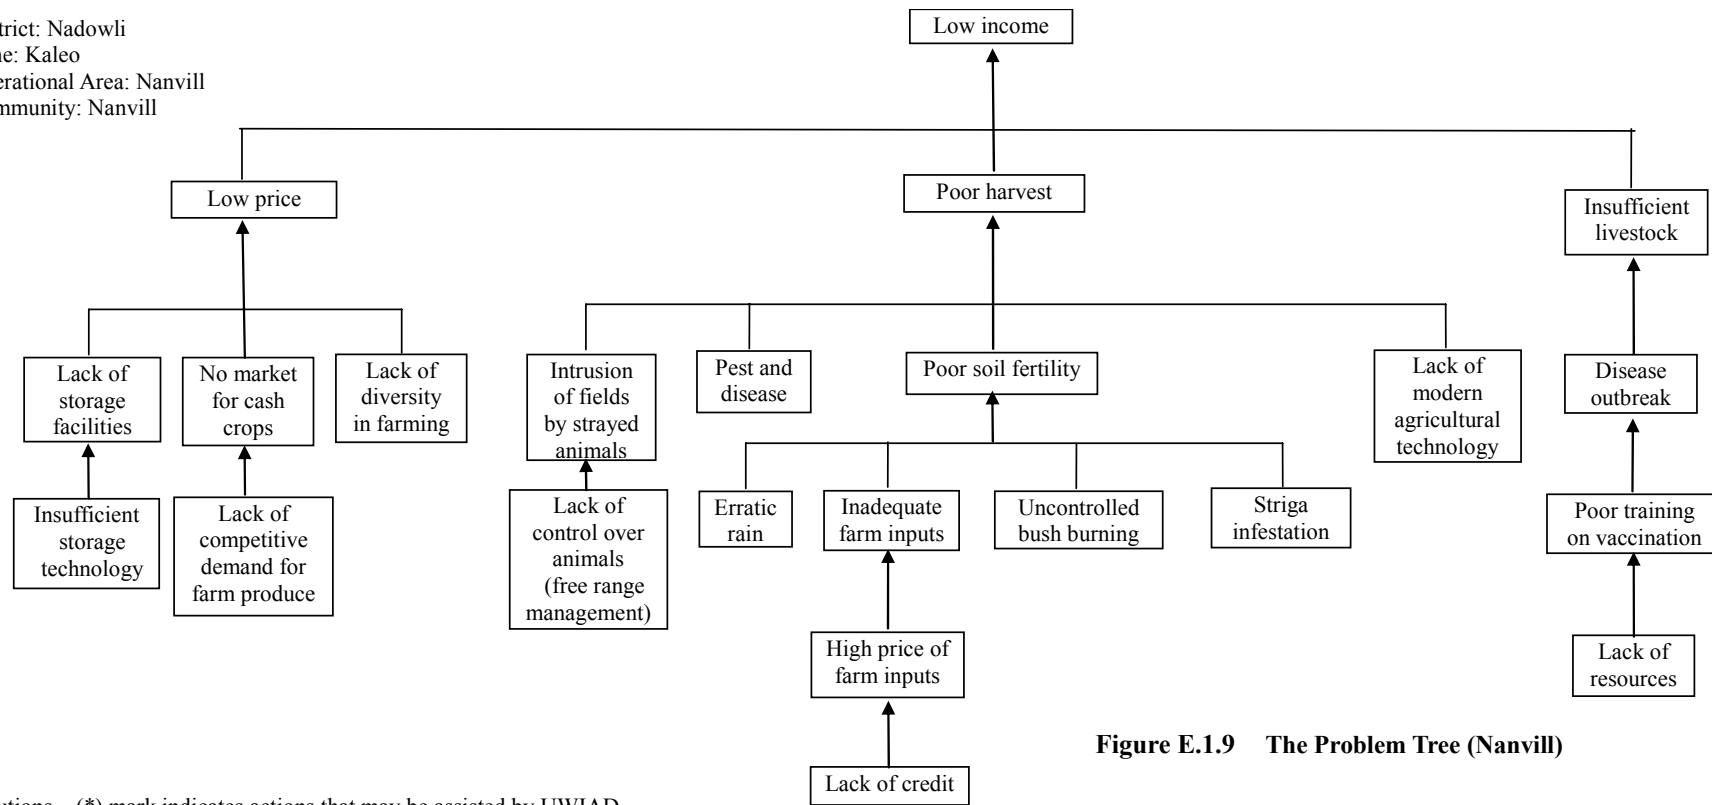 trict: Nadowli
ne: Kaleo
erational Area: Nanvill
mmunity: Nanvill
Low income
Low price
Poor harvest
Insufficient
livestock
Lack of
storage
facilities
No market
for cash
crops
Lack of
diversity
in farming
Intrusion
of fields
by strayed
animals
Pest and
disease
Poor soil fertility
Lack of
modern
agricultural
technology
Disease
outbreak
Insufficient
storage
technology
Lack of
competitive
demand for
farm produce
Lack of
control over
animals
(free range
management)
Erratic
rain
Inadequate
farm inputs
Uncontrolled
bush burning
Striga
infestation
Poor training
on vaccination
High price of
farm inputs
Lack of
resources
Lack of credit
Figure E.1.9 The Problem Tree (Nanvill)
utions (*) mark indicates actions that may be assisted by UWIAD